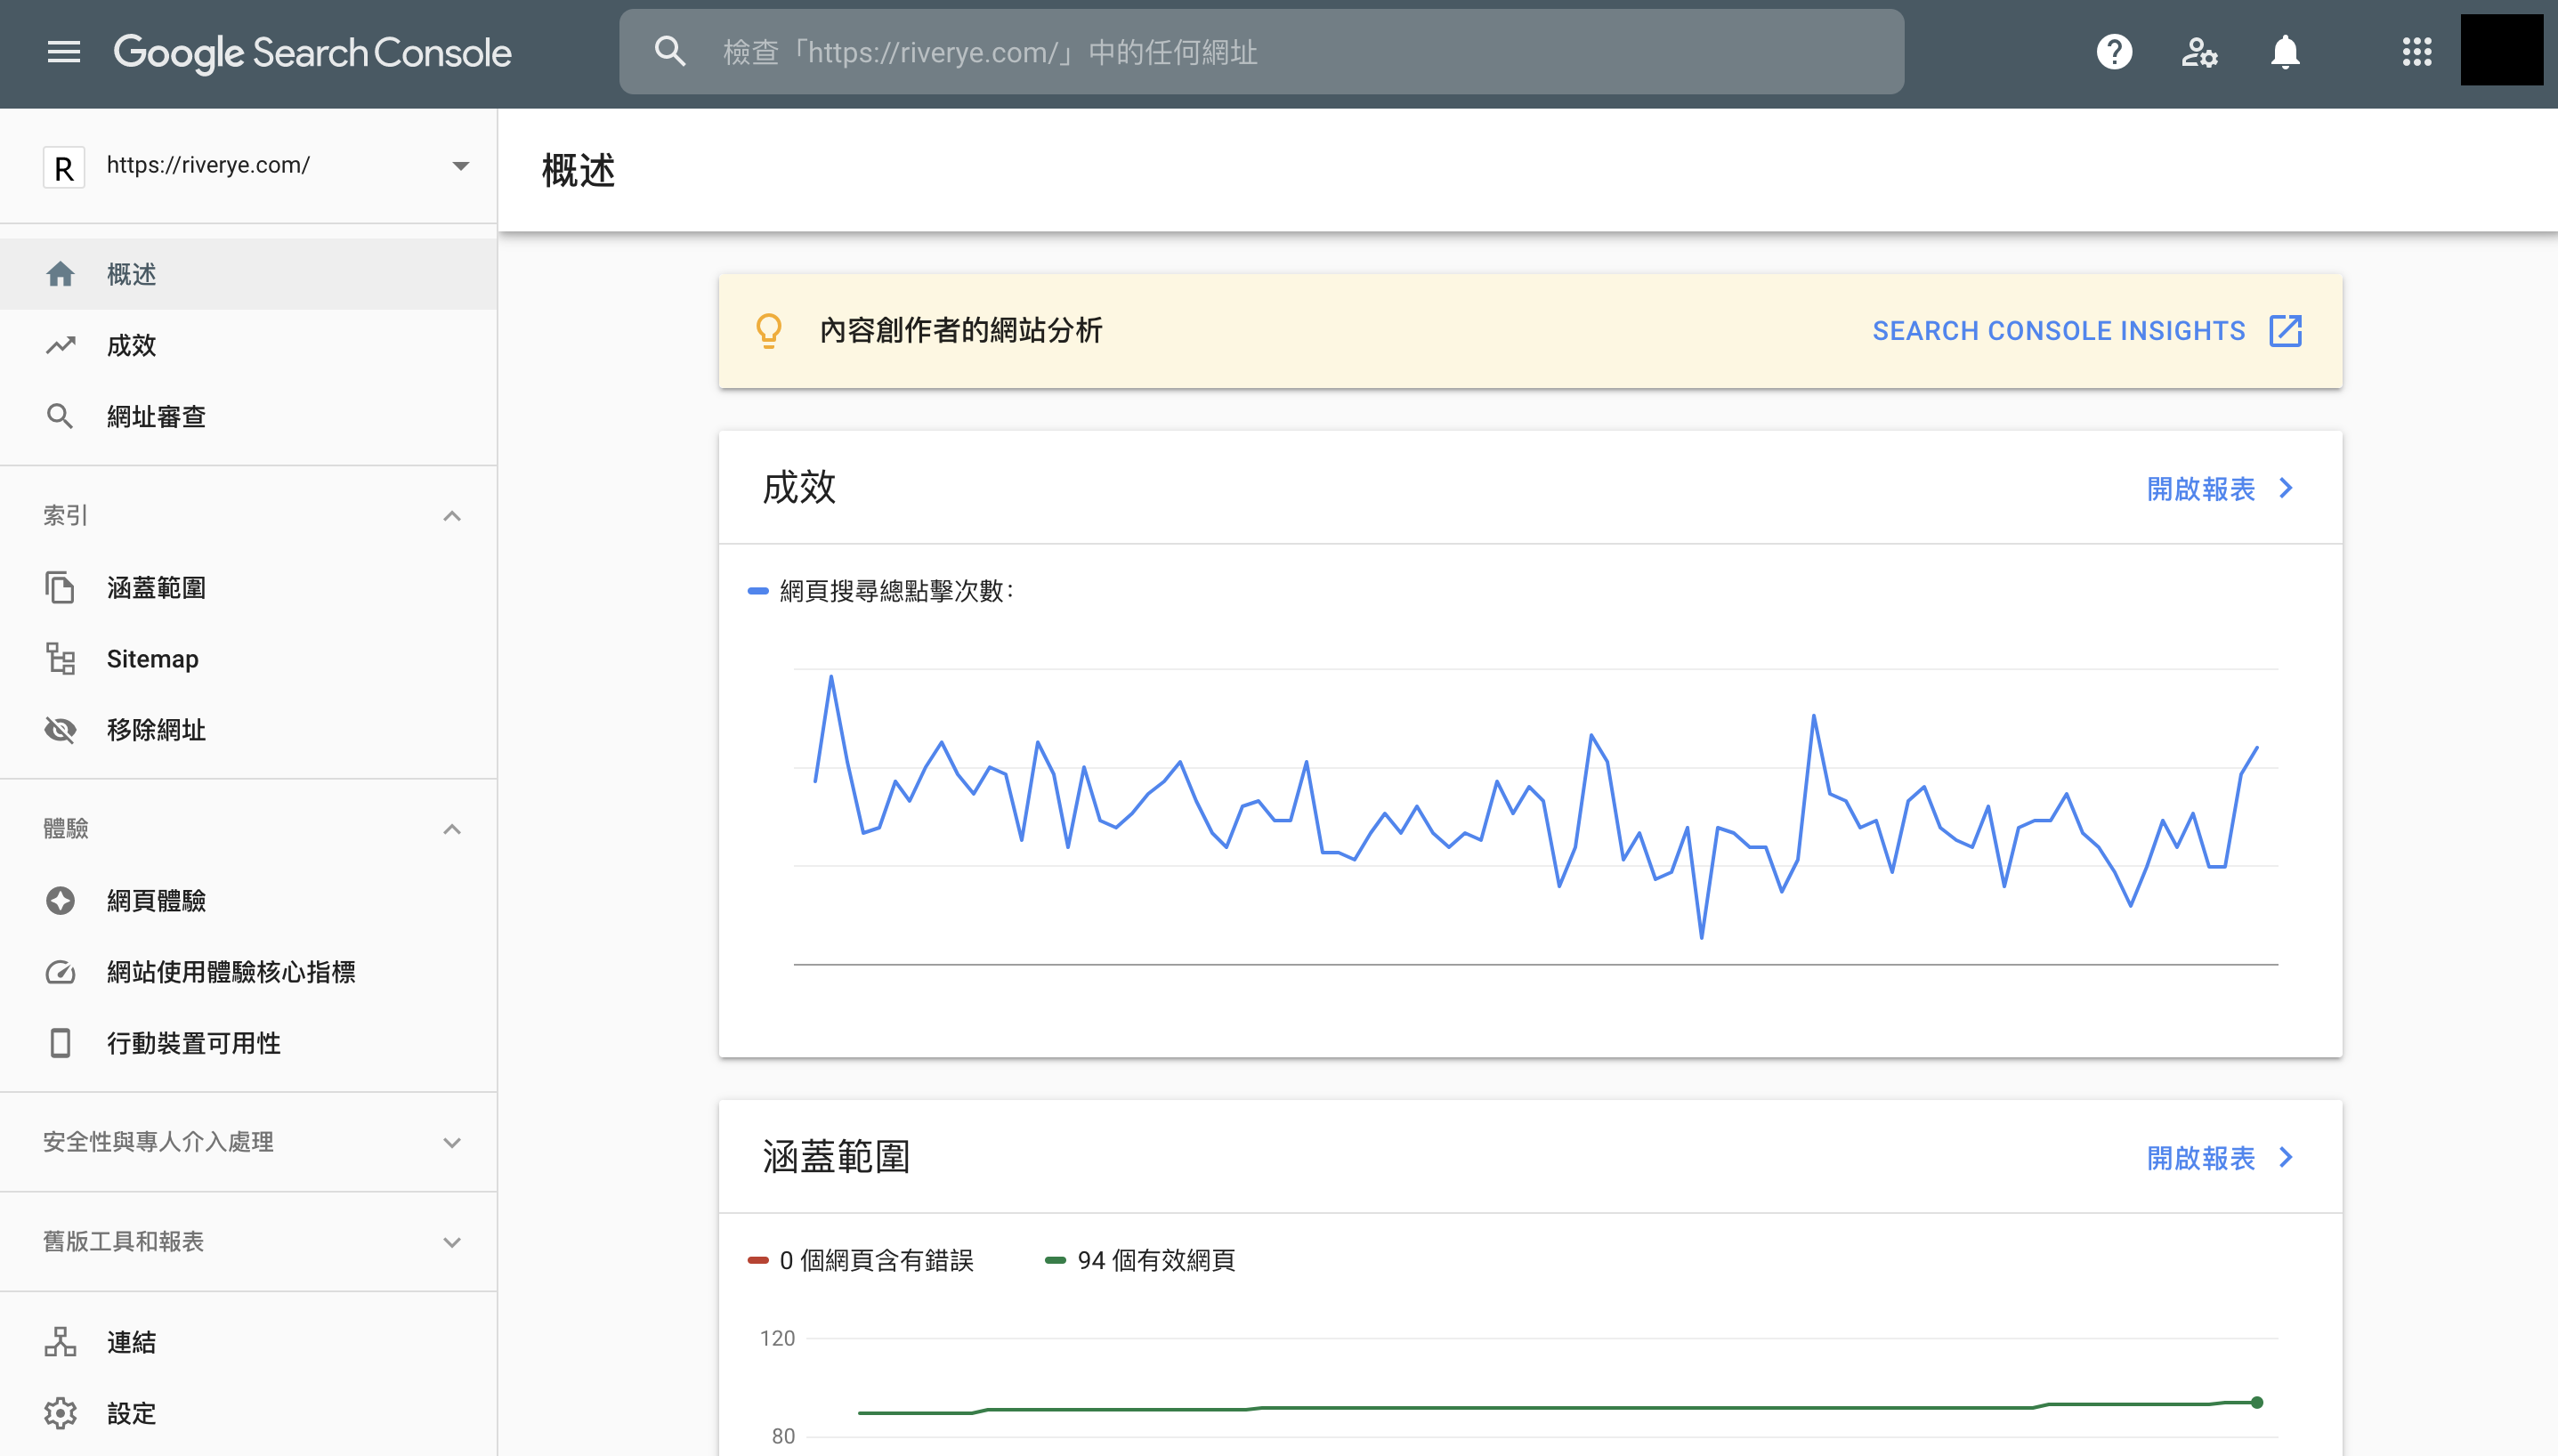 Google Search Console
檢查「https://riverye.com/」中的任何網址
R
https://riverye.com/
概述
成效
網址審查
索引
涵蓋範圍
Sitemap
移除網址
體驗
網頁體驗
網站使用體驗核心指標
行動裝置可用性
安全性與專人介入處理
舊版工具和報表
連結
設定
概述
內容創作者的網站分析
SEARCH CONSOLE INSIGHTS
成效
開啟報表
網頁搜尋總點擊次數：
涵蓋範圍
開啟報表
0 個網頁含有錯誤
94 個有效網頁
120
80